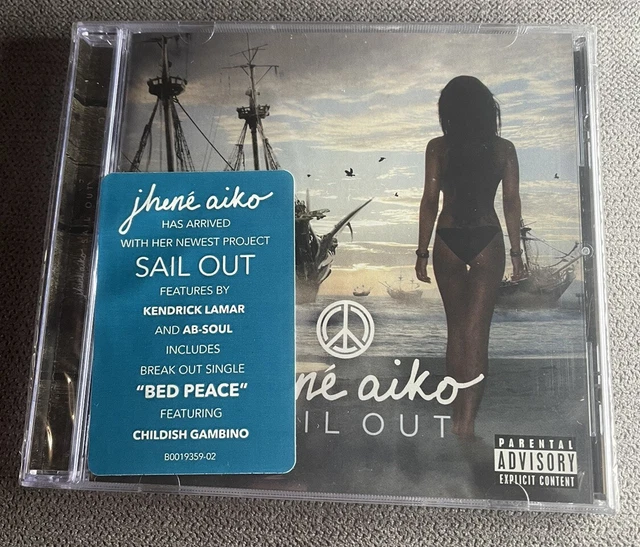 jhené aiko
HAS ARRIVED
WITH HER NEWEST PROJECT
SAIL OUT
FEATURES BY
KENDRICK LAMAR
AND AB-SOUL
INCLUDES
BREAK OUT SINGLE
“BED PEACE”
FEATURING
CHILDISH GAMBINO
B0019359-02
né aiko
IL OUT
PARENTAL
ADVISORY
EXPLICIT CONTENT